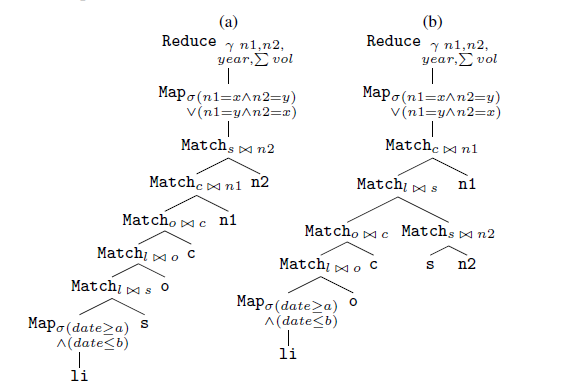 (a)
Reduce γ n1,n2,
year,∑ vol
Mapσ(n1=x∧n2=y)
∨(n1=y∧n2=x)
Matchs ⋈ n2
Matchc ⋈ n1 n2
Matcho ⋈ c n1
Matchl ⋈ o c
Matchl ⋈ s o
Mapσ(date≥a) s
∧(date≤b)
li
(b)
Reduce γ n1,n2,
year,∑ vol
Mapσ(n1=x∧n2=y)
∨(n1=y∧n2=x)
Matchc ⋈ n1
Matchl ⋈ s n1
Matcho ⋈ c Matchs ⋈ n2
Matchl ⋈ o c s n2
Mapσ(date≥a) o
∧(date≤b)
li